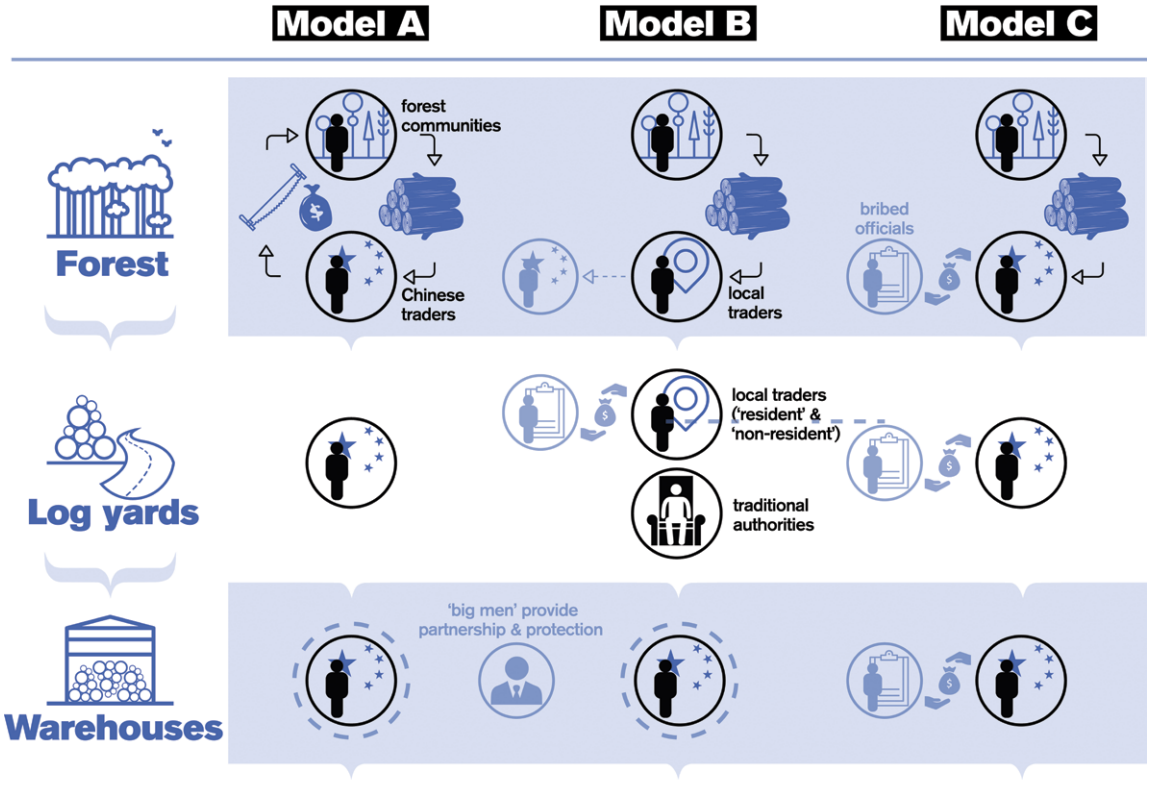 Model A
Model B
Model C
forest
communities
Forest
$
Chinese
traders
local
traders
bribed
officials
$
Log yards
$
local traders
(‘resident’ &
‘non-resident’)
$
traditional
authorities
Warehouses
‘big men’ provide
partnership & protection
$